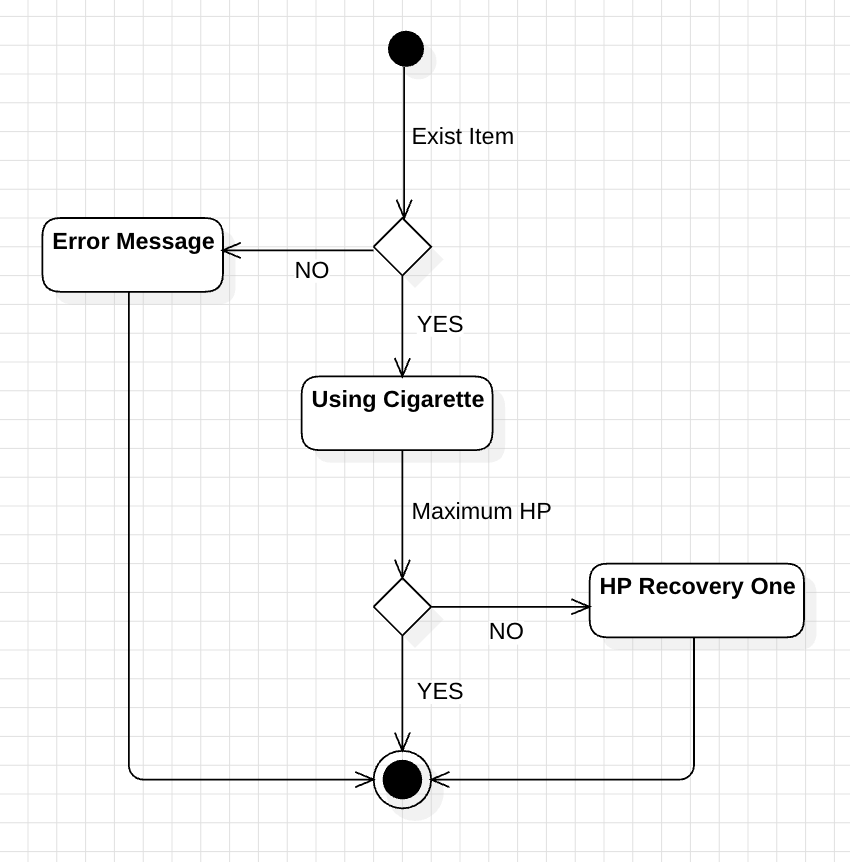 Exist Item
Error Message
NO
YES
Using Cigarette
Maximum HP
HP Recovery One
NO
YES